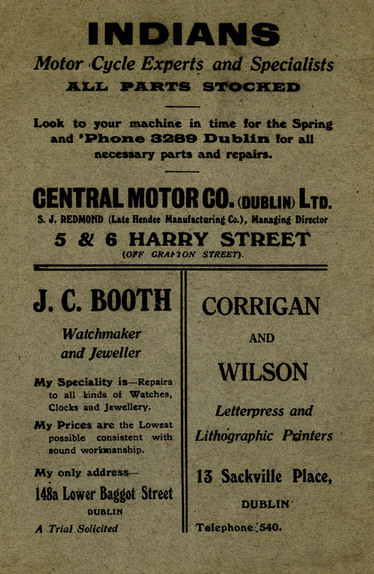 INDIANS
Motor Cycle Experts and Specialists
ALL PARTS STOCKED
Look to your machine in time for the Spring
and 'Phone 3289 Dublin for all
necessary parts and repairs.
CENTRAL MOTOR CO. (DUBLIN) LTD.
S. J. REDMOND (Late Hendee Manufacturing Co.), Managing Director
5 & 6 HARRY STREET
(OFF GRAFTON STREET).
J. C. BOOTH
Watchmaker
and Jeweller
My Speciality is—Repairs
to all kinds of Watches,
Clocks and Jewellery.
My Prices are the Lowest
possible consistent with
sound workmanship.
My only address—
148a Lower Baggot Street
DUBLIN
A Trial Solicited
CORRIGAN
AND
WILSON
Letterpress and
Lithographic Printers
13 Sackville Place,
DUBLIN
Telephone: 540.